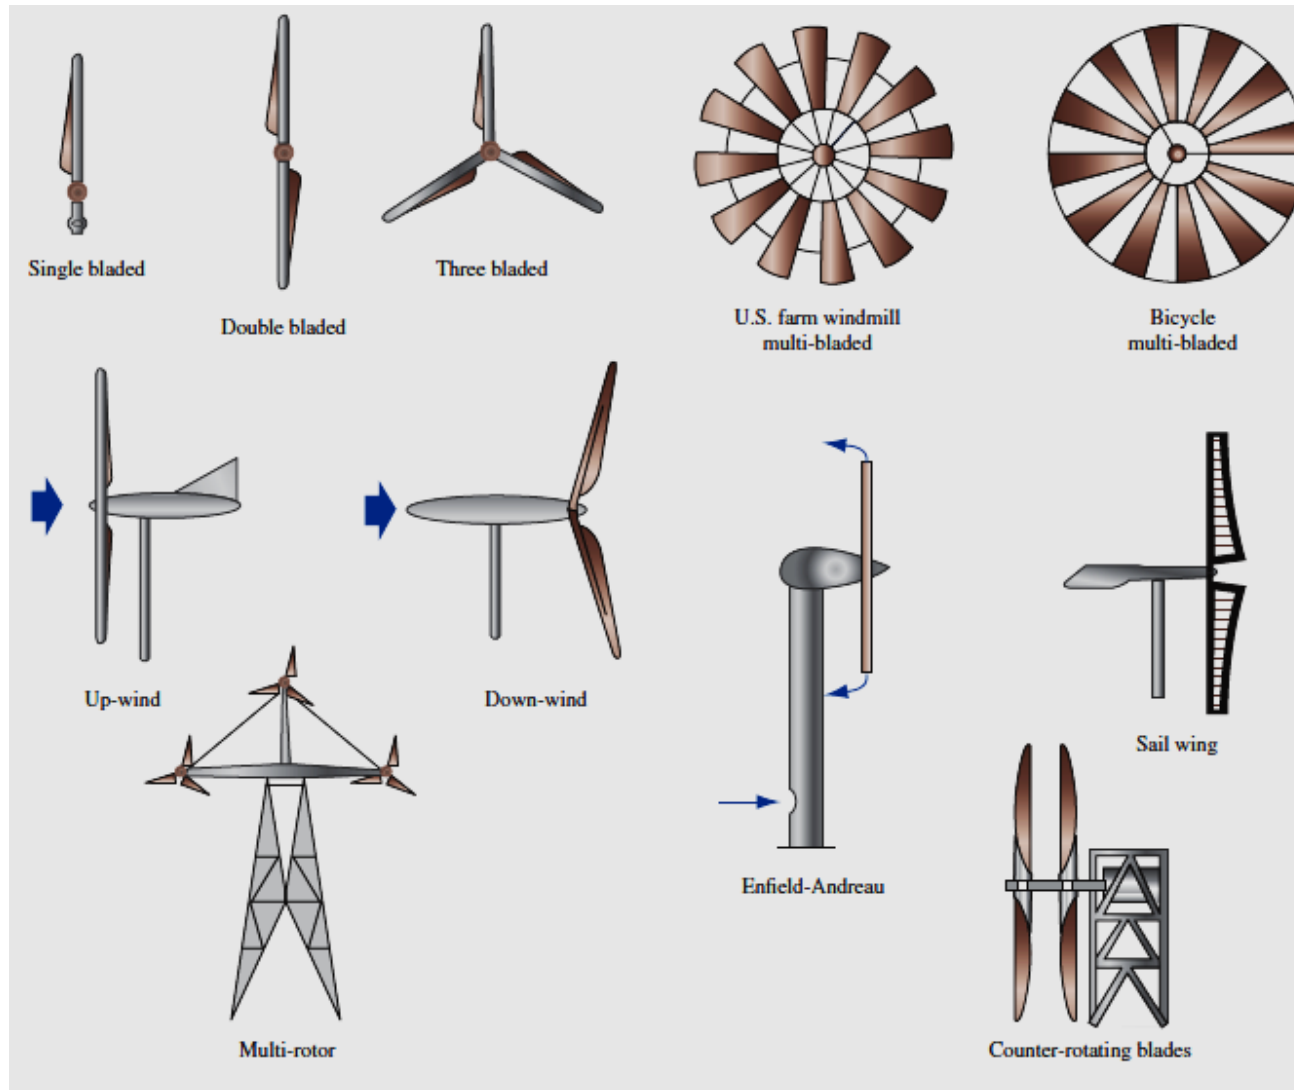 Single bladed
Double bladed
Three bladed
U.S. farm windmill
multi-bladed
Bicycle
multi-bladed
Up-wind
Down-wind
Enfield-Andreau
Sail wing
Multi-rotor
Counter-rotating blades